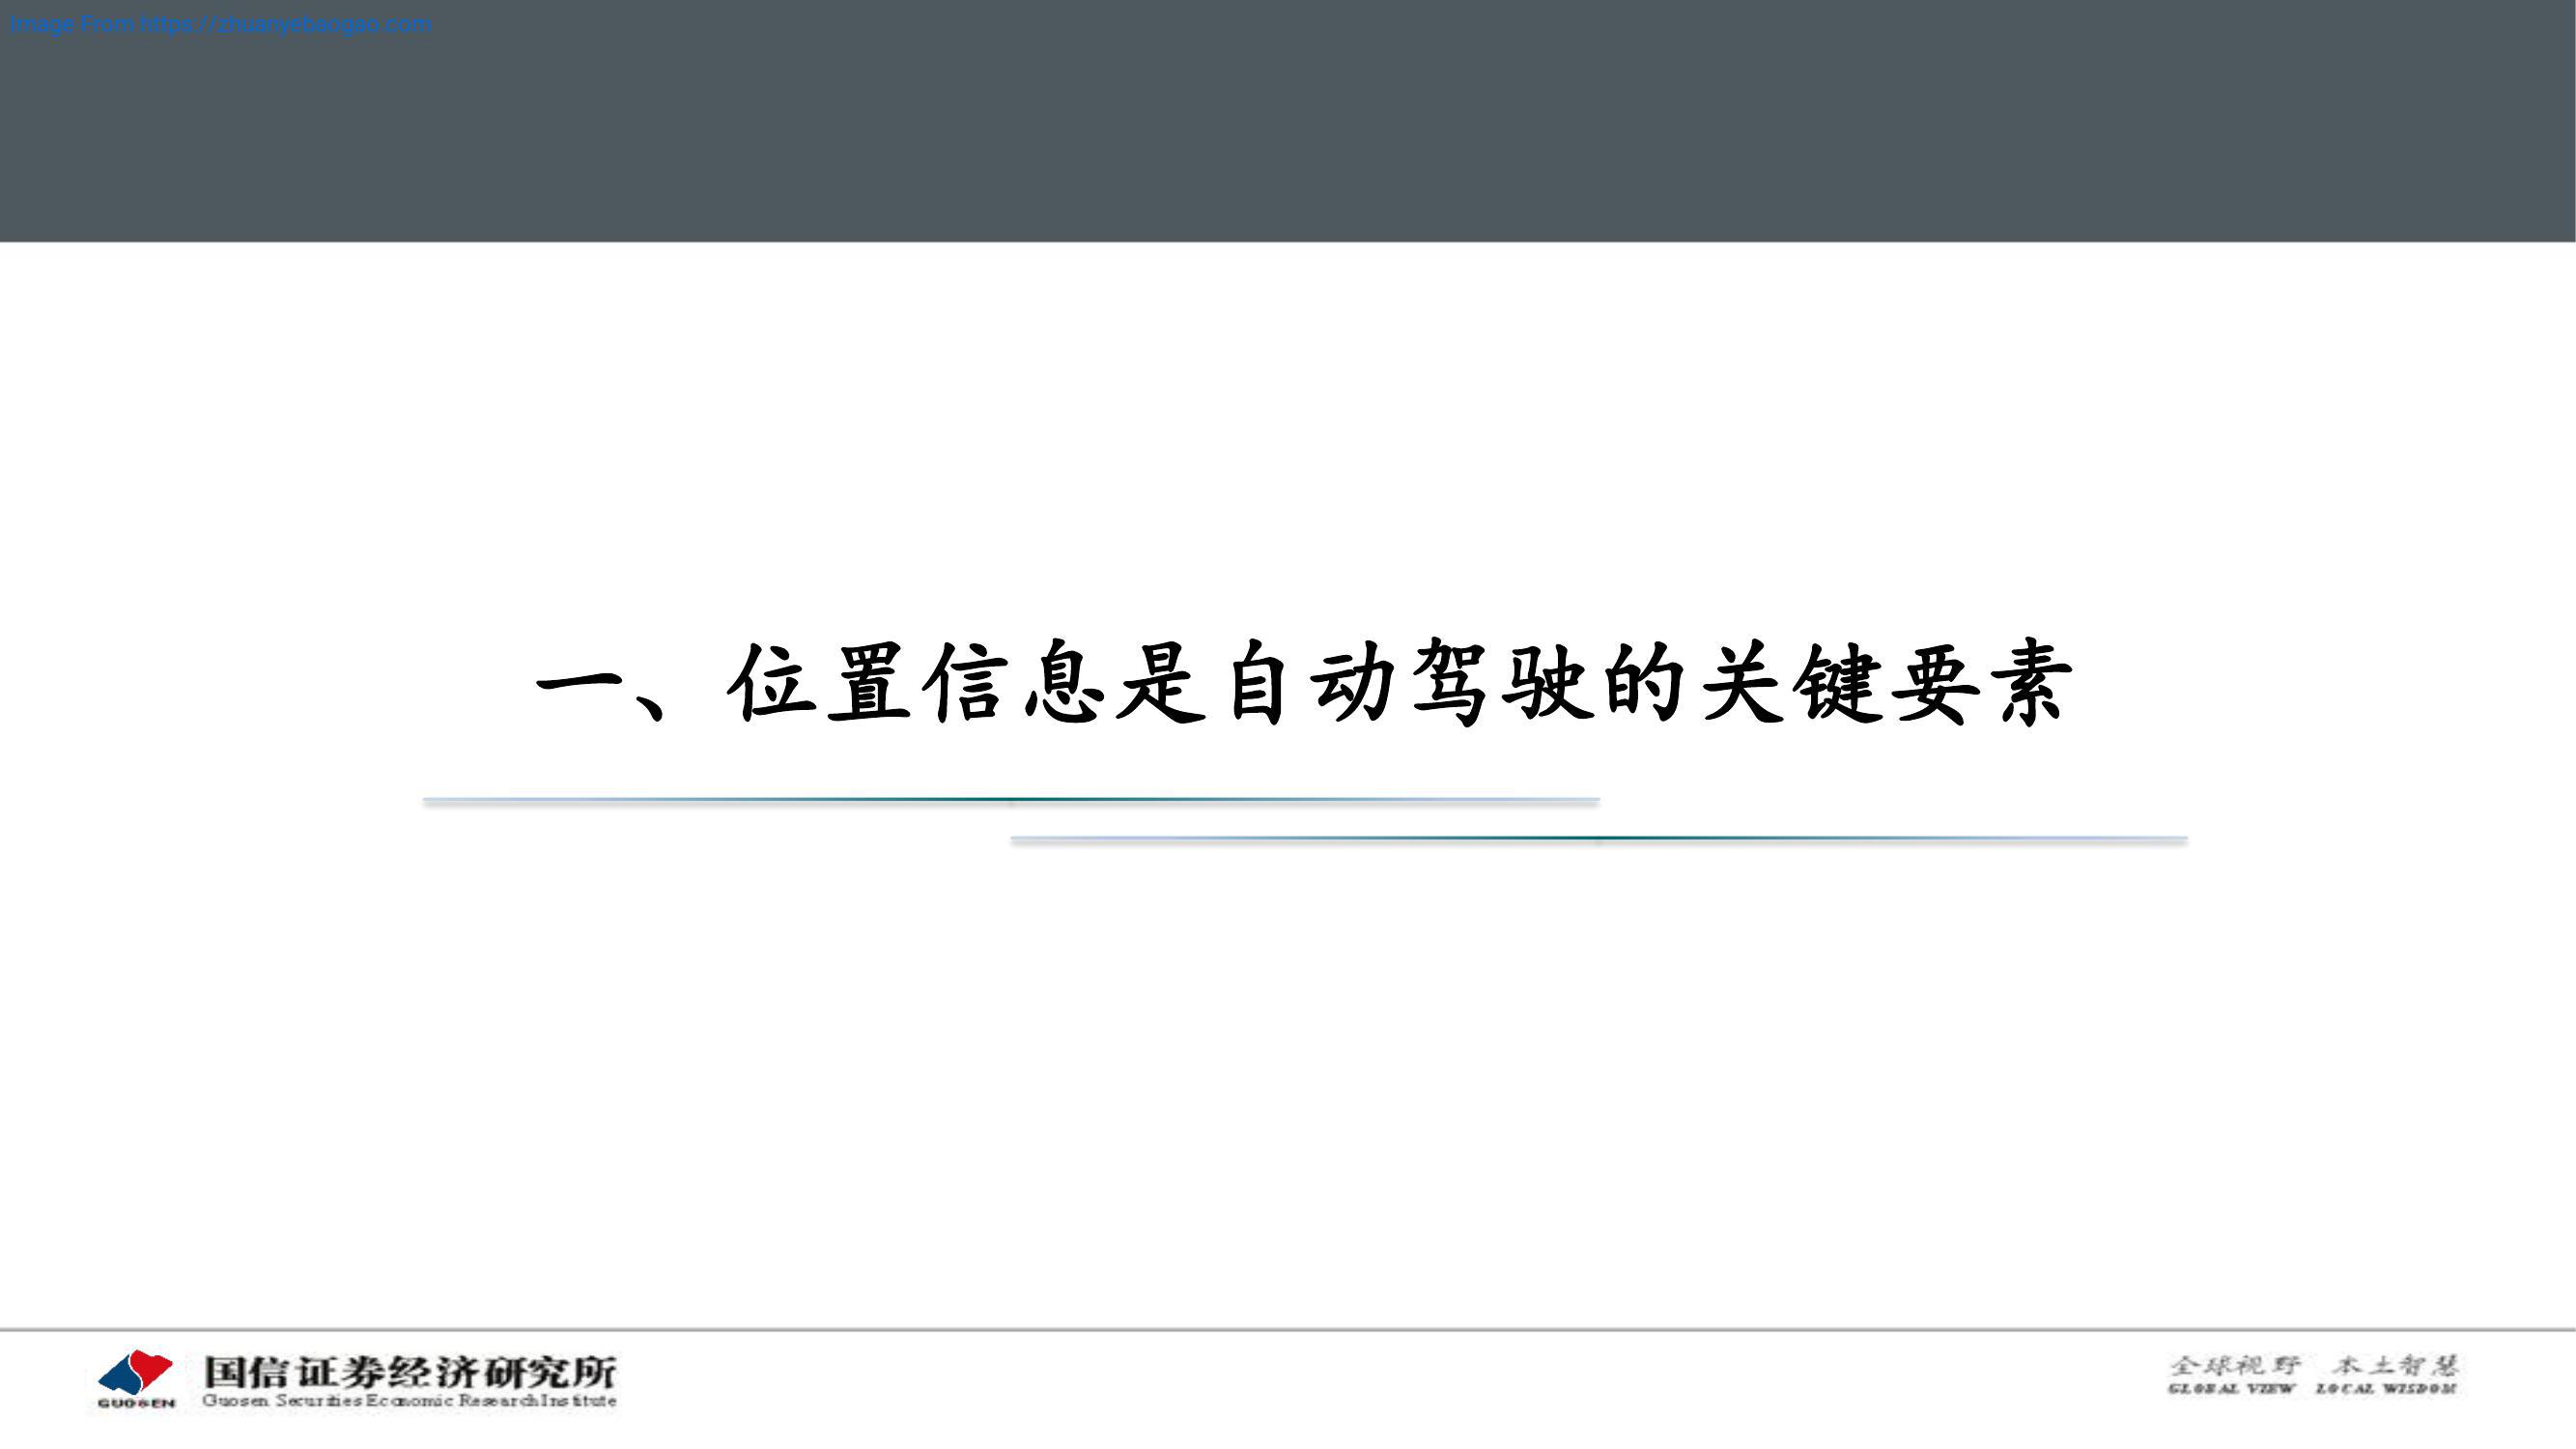 Image From https://zhuanyebaogao.com
一、位置信息是自动驾驶的关键要素
GUOSEN
国信证券经济研究所
Guosen Securities Economic Research Institute
全球视野 本土智慧
GLOBAL VIEW LOCAL WISDOM